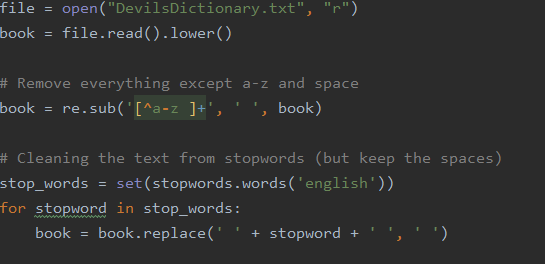 file = open("DevilsDictionary.txt", "r")
book = file.read().lower()
# Remove everything except a-z and space
book = re.sub('[^a-z ]+', ' ', book)
# Cleaning the text from stopwords (but keep the spaces)
stop_words = set(stopwords.words('english'))
for stopword in stop_words:
    book = book.replace(' ' + stopword + ' ', ' ')